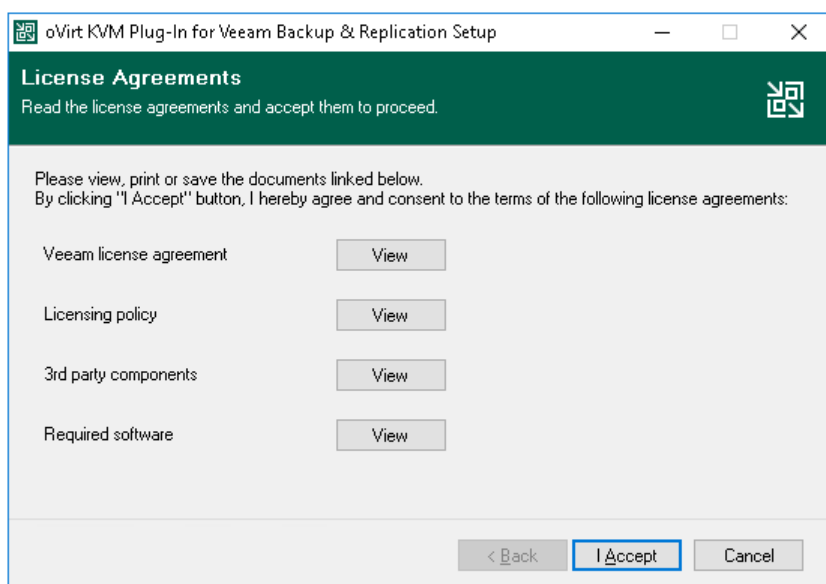 oVirt KVM Plug-In for Veeam Backup & Replication Setup
License Agreements
Read the license agreements and accept them to proceed.
Please view, print or save the documents linked below.
By clicking "I Accept" button, I hereby agree and consent to the terms of the following license agreements:
Veeam license agreement View
Licensing policy View
3rd party components View
Required software View
< Back I Accept Cancel